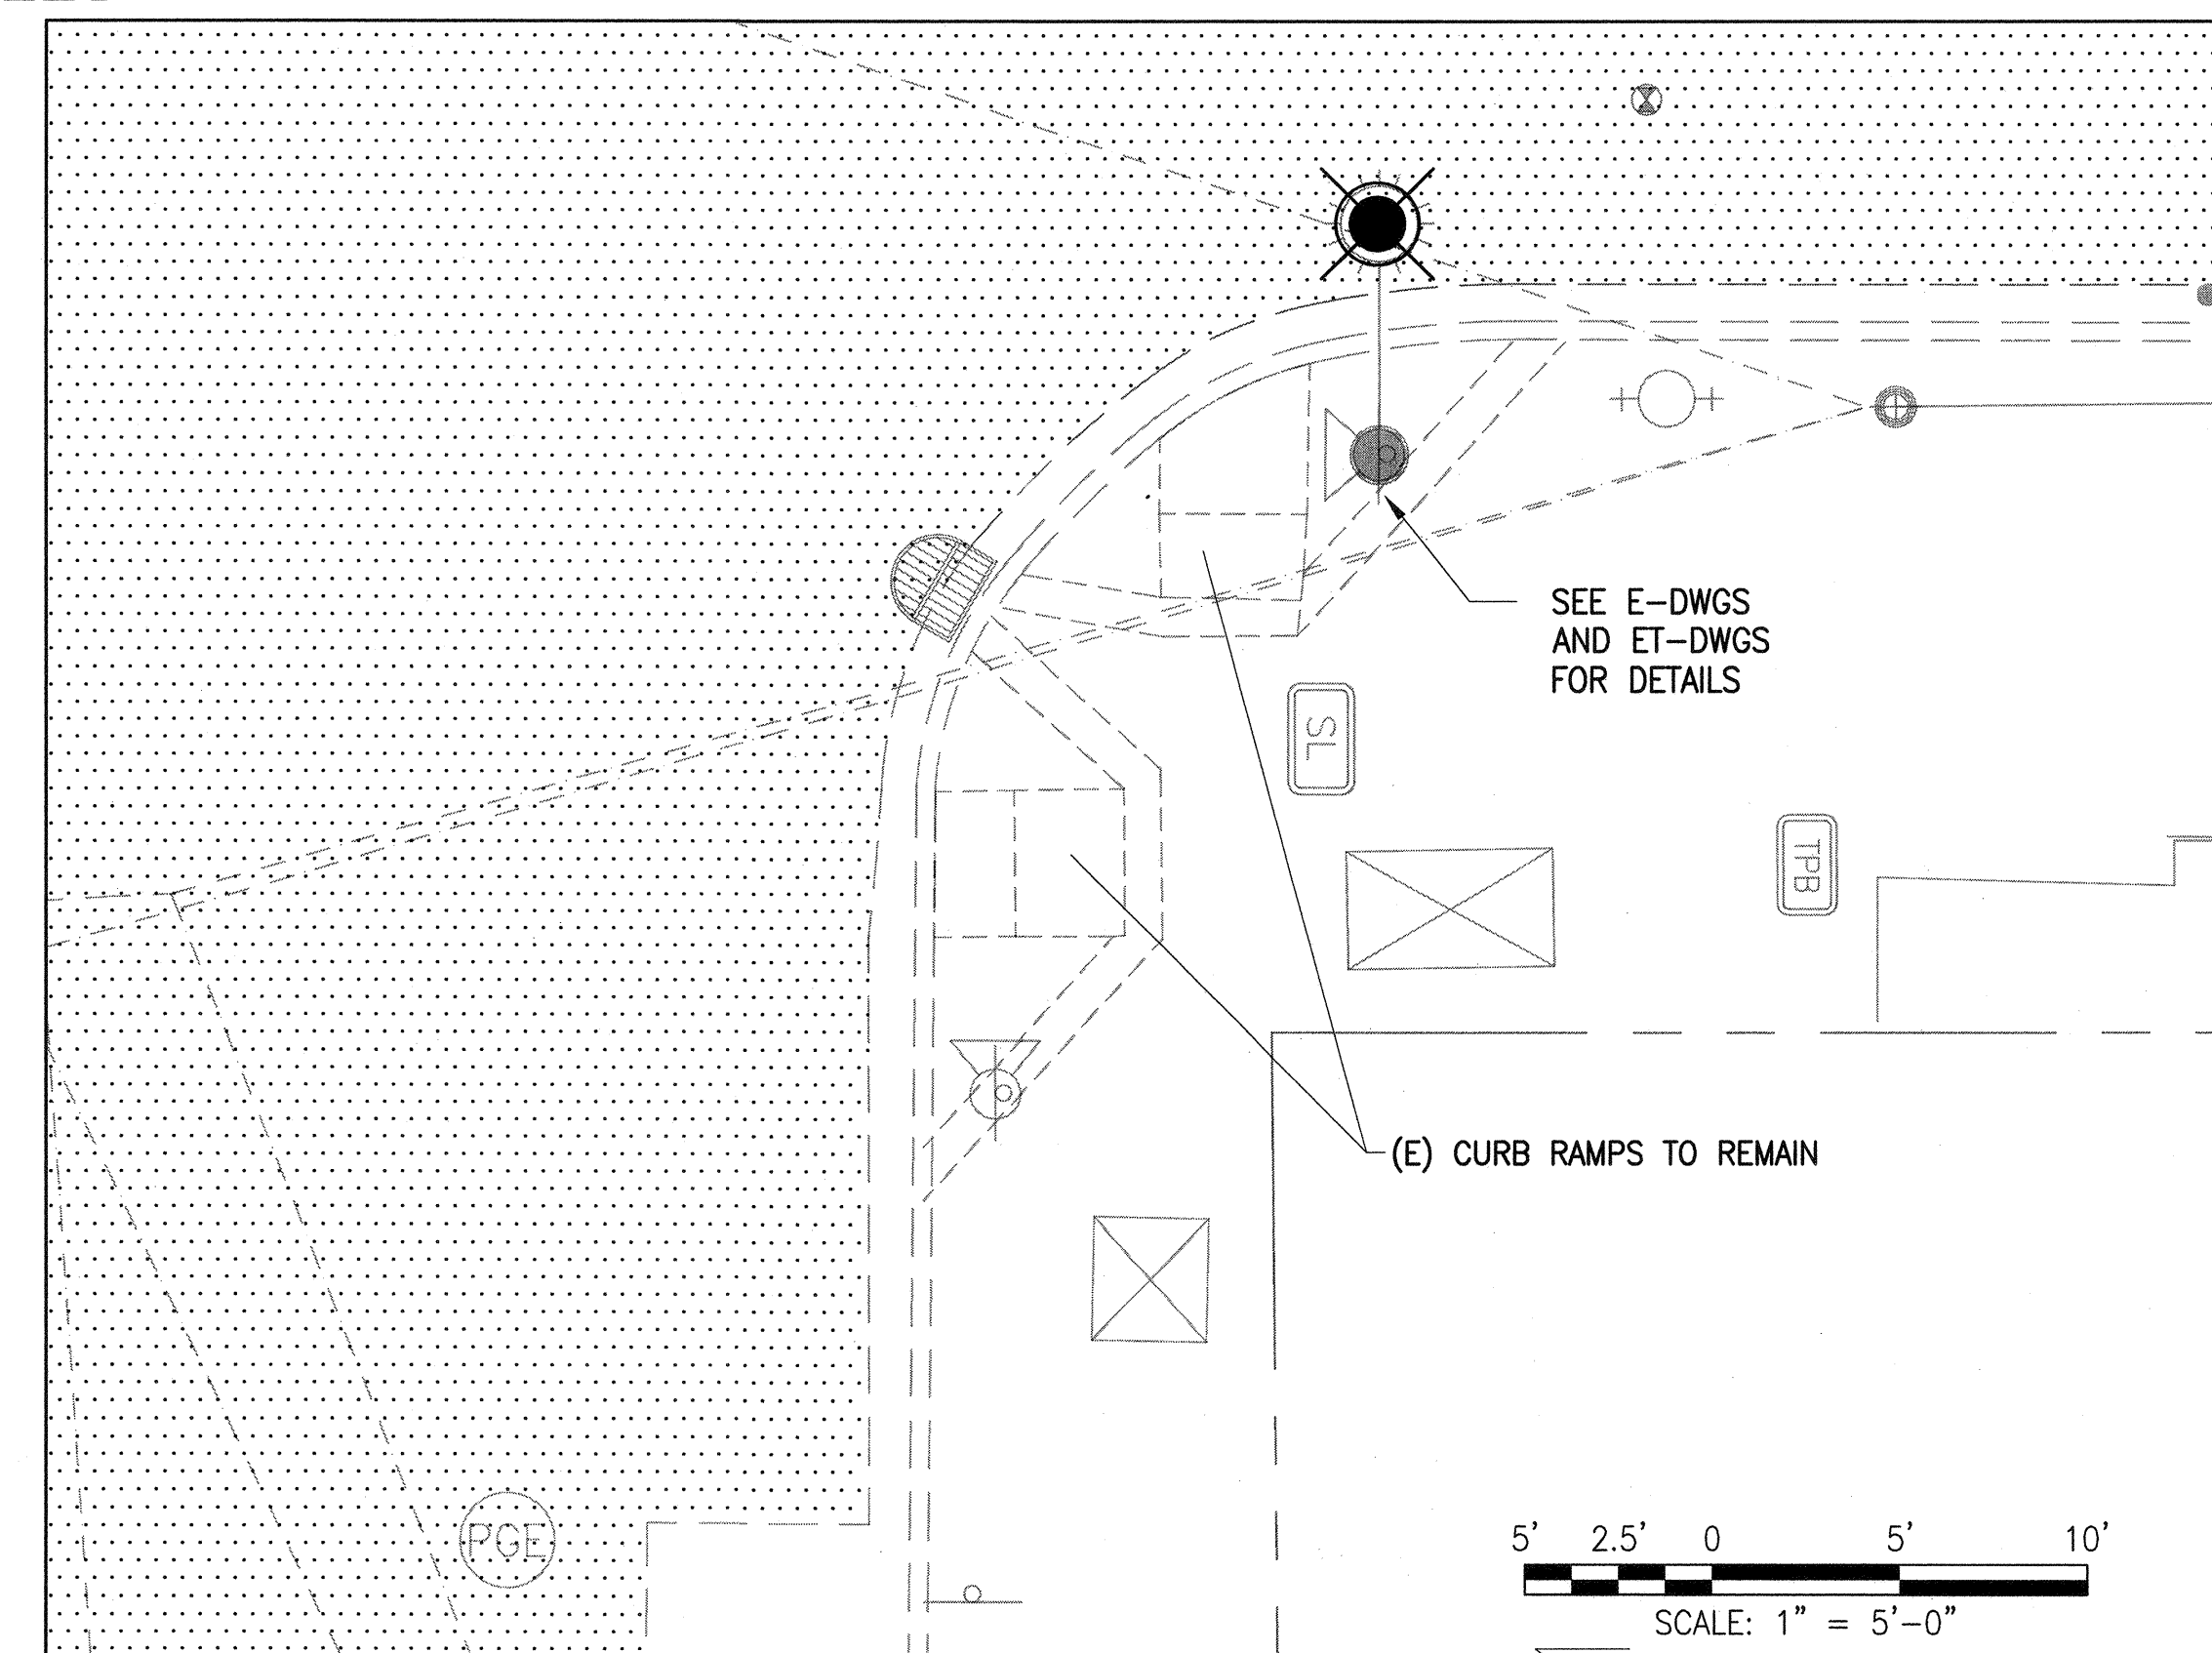 SEE E-DWGS
AND ET-DWGS
FOR DETAILS
SL
TPB
(E) CURB RAMPS TO REMAIN
PGE
5' 2.5' 0 5' 10'
SCALE: 1" = 5'-0"